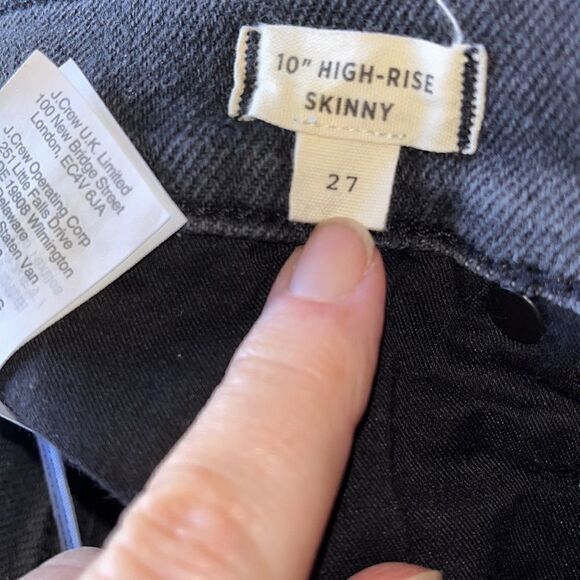 10" HIGH-RISE
SKINNY
27
J.Crew U.K. Limited
100 New Bridge Street
London, EC4V 6JA
J.Crew Operating Corp
251 Little Falls Drive
DE 19808 Wilmington